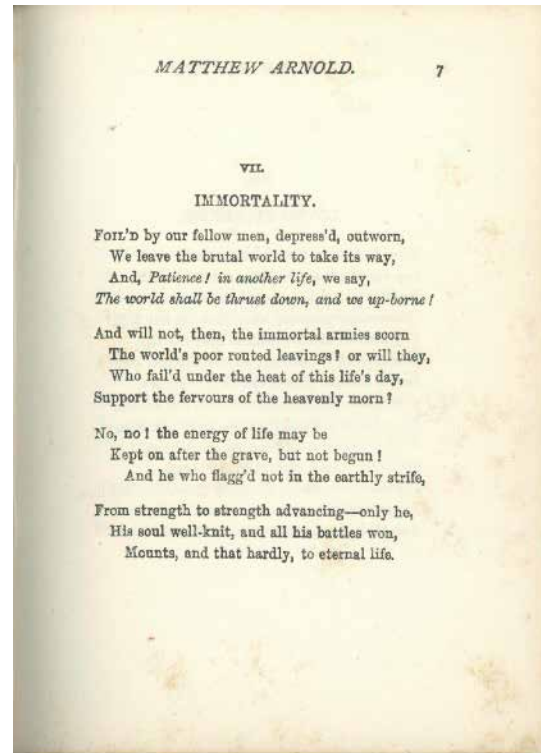 MATTHEW ARNOLD. 7
VII.
IMMORTALITY.
FOIL'D by our fellow men, depress'd, outworn,
We leave the brutal world to take its way,
And, Patience! in another life, we say,
The world shall be thrust down, and we up-borne!
And will not, then, the immortal armies scorn
The world's poor routed leavings? or will they,
Who fail'd under the heat of this life's day,
Support the fervours of the heavenly morn?
No, no! the energy of life may be
Kept on after the grave, but not begun!
And he who flagg'd not in the earthly strife,
From strength to strength advancing—only he,
His soul well-knit, and all his battles won,
Mounts, and that hardly, to eternal life.